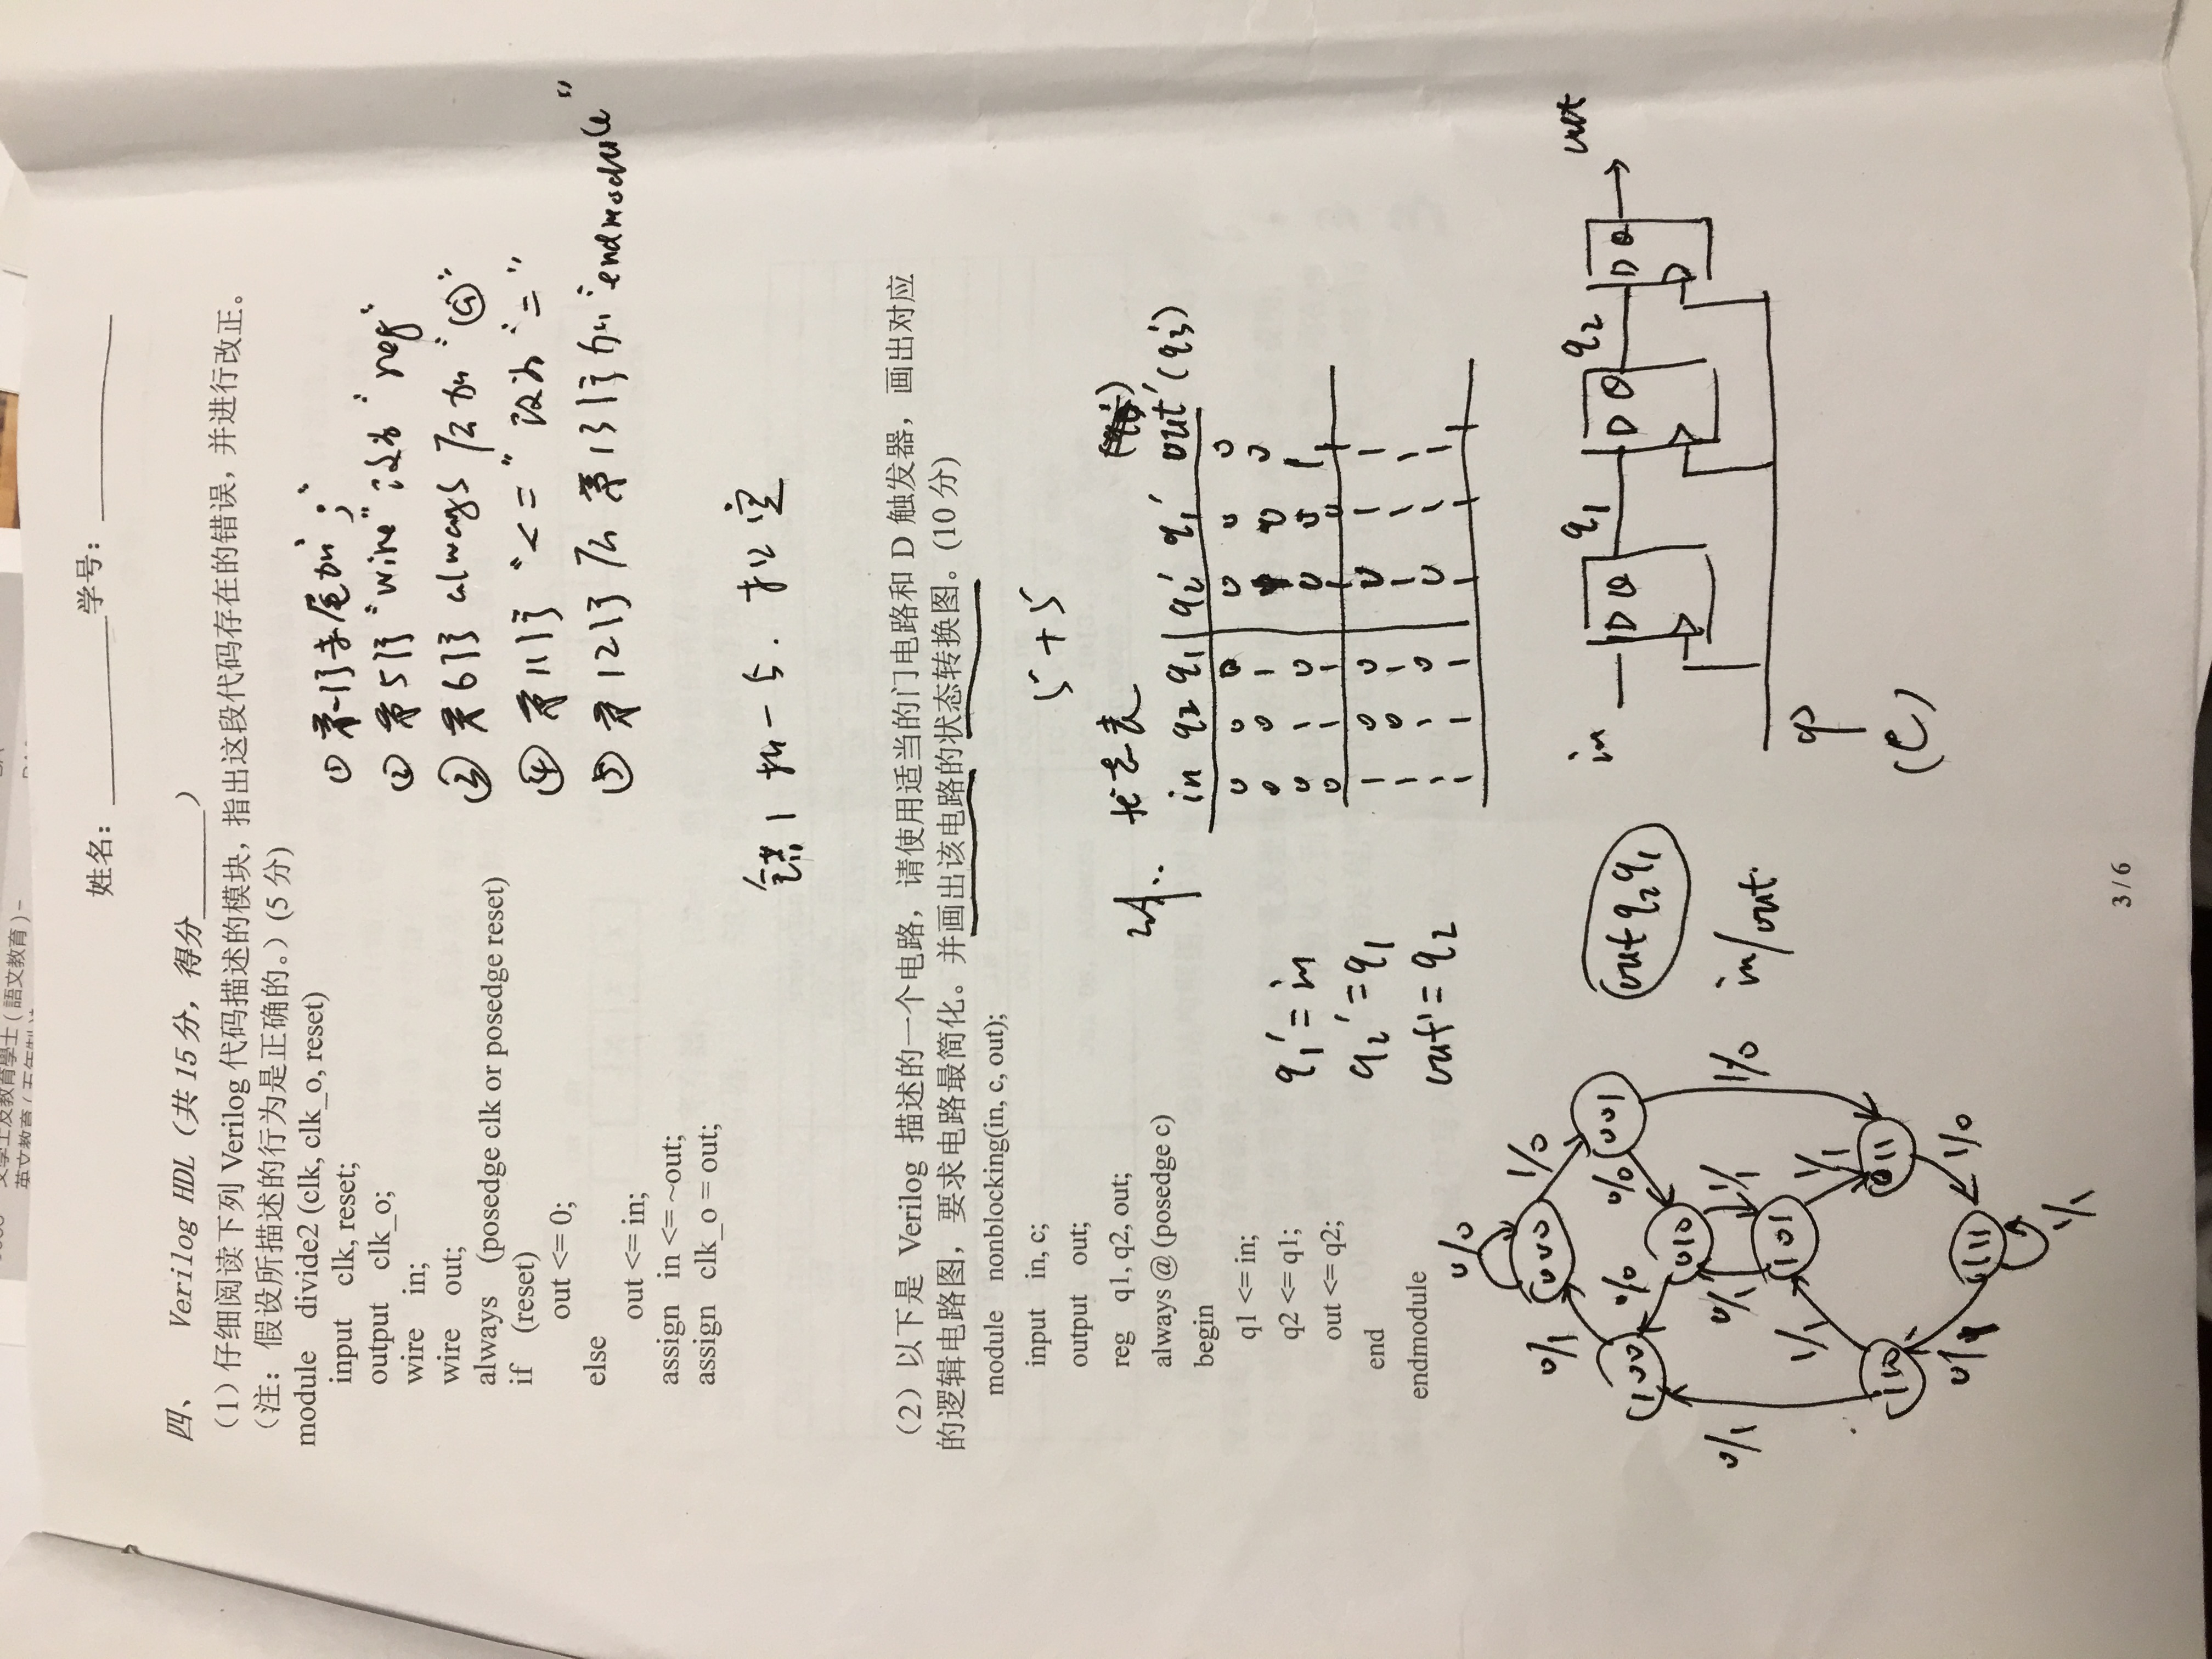 文學士及教育學士(語文教育)–
英文教育(五年制)
姓名：__________学号：__________
四、 Verilog HDL（共 15 分，得分______）
（1）仔细阅读下列 Verilog 代码描述的模块，指出这段代码存在的错误，并进行改正。
（注：假设所描述的行为是正确的。）(5 分)
module divide2 (clk, clk_o, reset)
input clk, reset;
output clk_o;
wire in;
wire out;
always (posedge clk or posedge reset)
if (reset)
out <= 0;
else
out <= in;
assign in <= ~out;
assign clk_o = out;
① 第一行末尾加“;”
② 第5行“wire”改为“reg”
③ 第6行 always 后加“@”
④ 第11行“<=”改为“=”
⑤ 第12行后第13行加“endmodule”
错1扣-5. 扣完
（2）以下是 Verilog 描述的一个电路，请使用适当的门电路和 D 触发器，画出对应
的逻辑电路图，要求电路最简化。并画出该电路的状态转换图。(10 分)
module nonblocking(in, c, out);
input in, c;
output out;
reg q1, q2, out;
always @ (posedge c)
begin
q1 <= in;
q2 <= q1;
out <= q2;
end
endmodule
5+5
状态表
in q2 q1 | q2' q1' out'(q3')
0 0 0 0 0 0
0 0 1 1 0 0
0 1 0 0 0 1
0 1 1 1 0 1
1 0 0 0 1 1
1 0 1 1 1 1
1 1 0 0 1 1
1 1 1 1 1 1
q1' = in
q2' = q1
out' = q2
0/0
000
0/1
1/0
100
0/0
0/0
001
010
0/1
0/1
1/1
1/0
101
1/1
1/1
110
011
0/1
1/0
111
1/1
out q2 q1
in/out
in
D Q
q1
D Q
q2
D Q
out
(c)
3 / 6